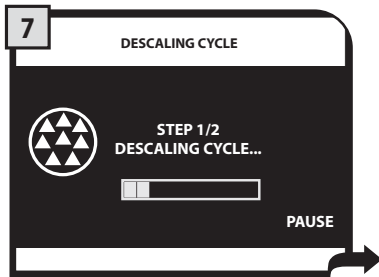 7
DESCALING CYCLE
STEP 1/2
DESCALING CYCLE...
PAUSE